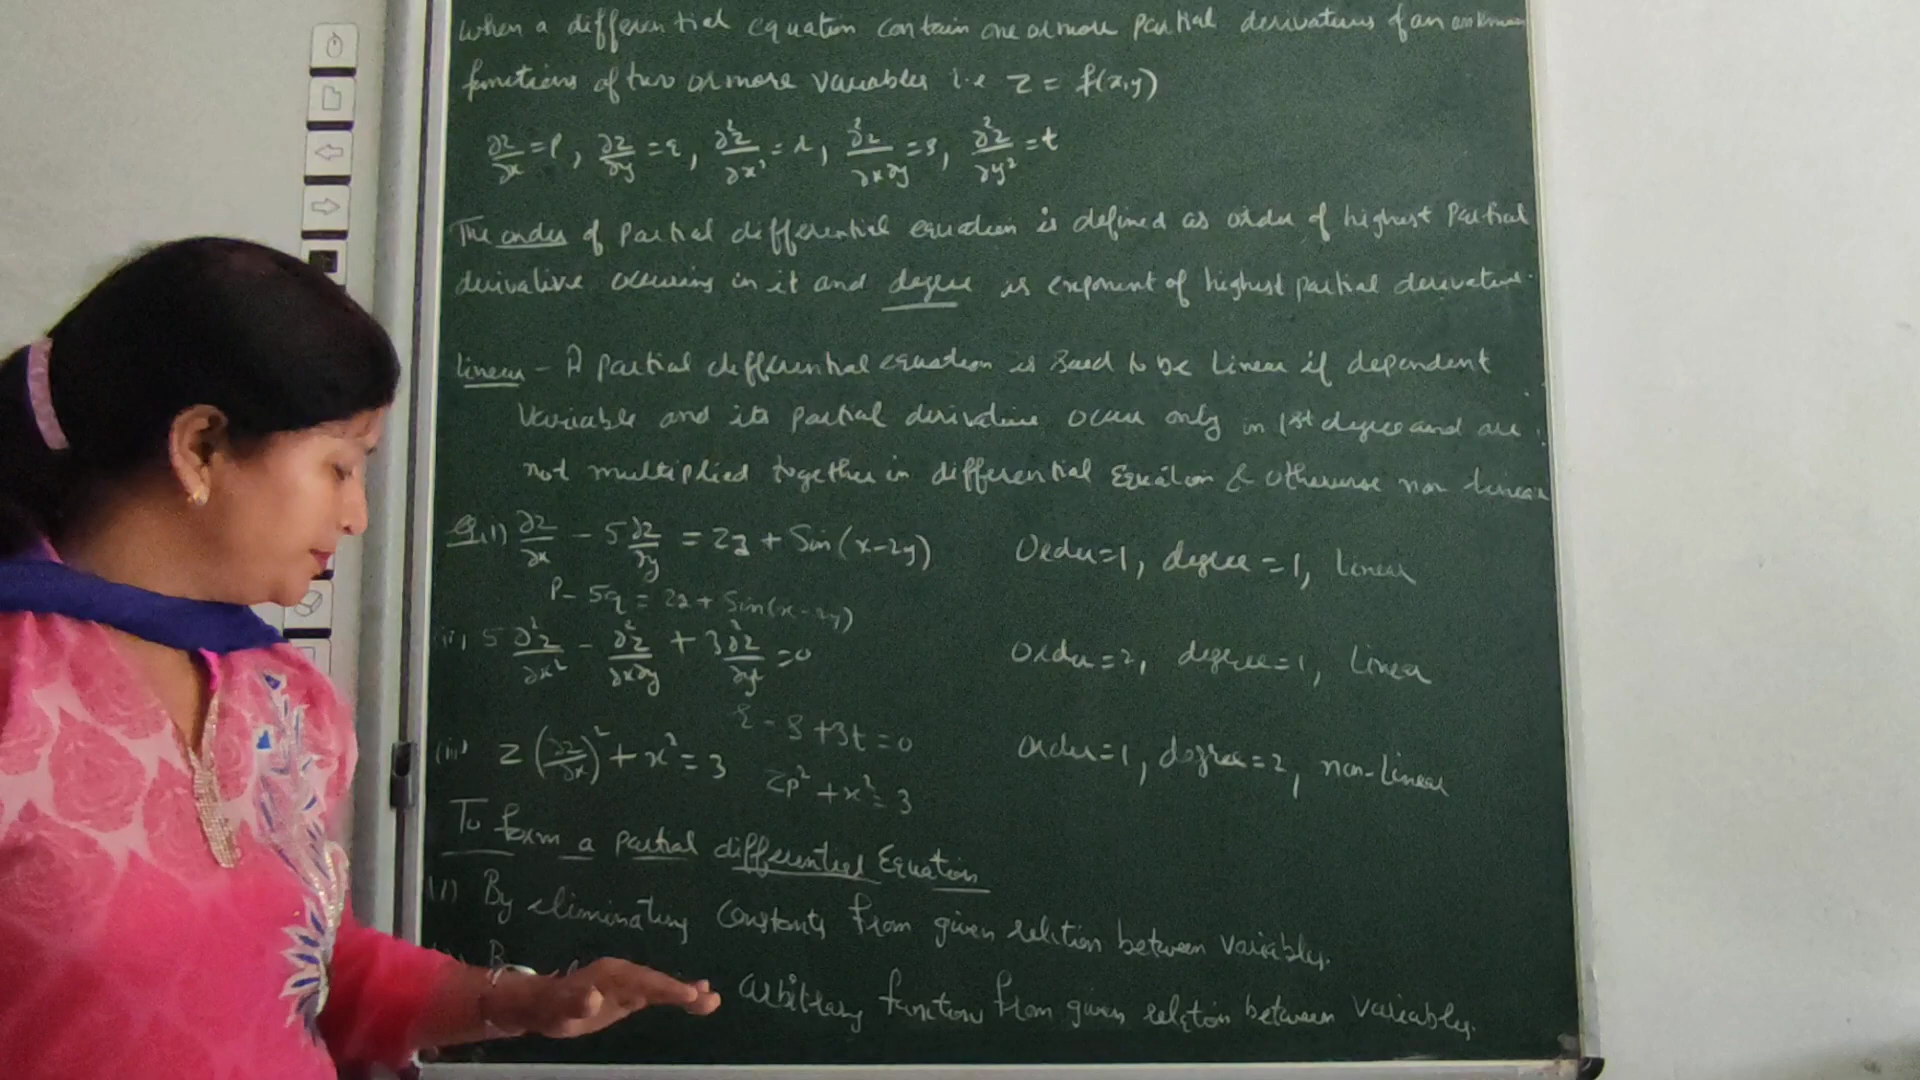 When a differential equation contain one or more partial derivatives of an unknown
functions of two or more variables i.e z = f(x,y)
∂z/∂x = p, ∂z/∂y = q, ∂²z/∂x² = r, ∂²z/∂x∂y = s, ∂²z/∂y² = t
The order of partial differential equation is defined as order of highest partial
derivative occuring in it and degree is exponent of highest partial derivative.
Linear - A partial differential equation is said to be Linear if dependent
variable and its partial derivative occur only in 1st degree and are
not multiplied together in differential Equation & otherwise non linear
Eg. i) ∂z/∂x - 5 ∂z/∂y = 2z + Sin(x-2y) Order=1, degree=1, Linear
P - 5q = 2z + Sin(x-2y)
(ii) 5 ∂²z/∂x² - ∂²z/∂x∂y + 3 ∂²z/∂y² = 0 Order=2, degree=1, Linear
- s + 3t = 0
(iii) z (∂z/∂x)² + x² = 3 order=1, degree=2, non-Linear
zp² + x² = 3
To form a partial differential Equation
By eliminating constants from given relation between variables.
arbitrary function from given relation between variables.